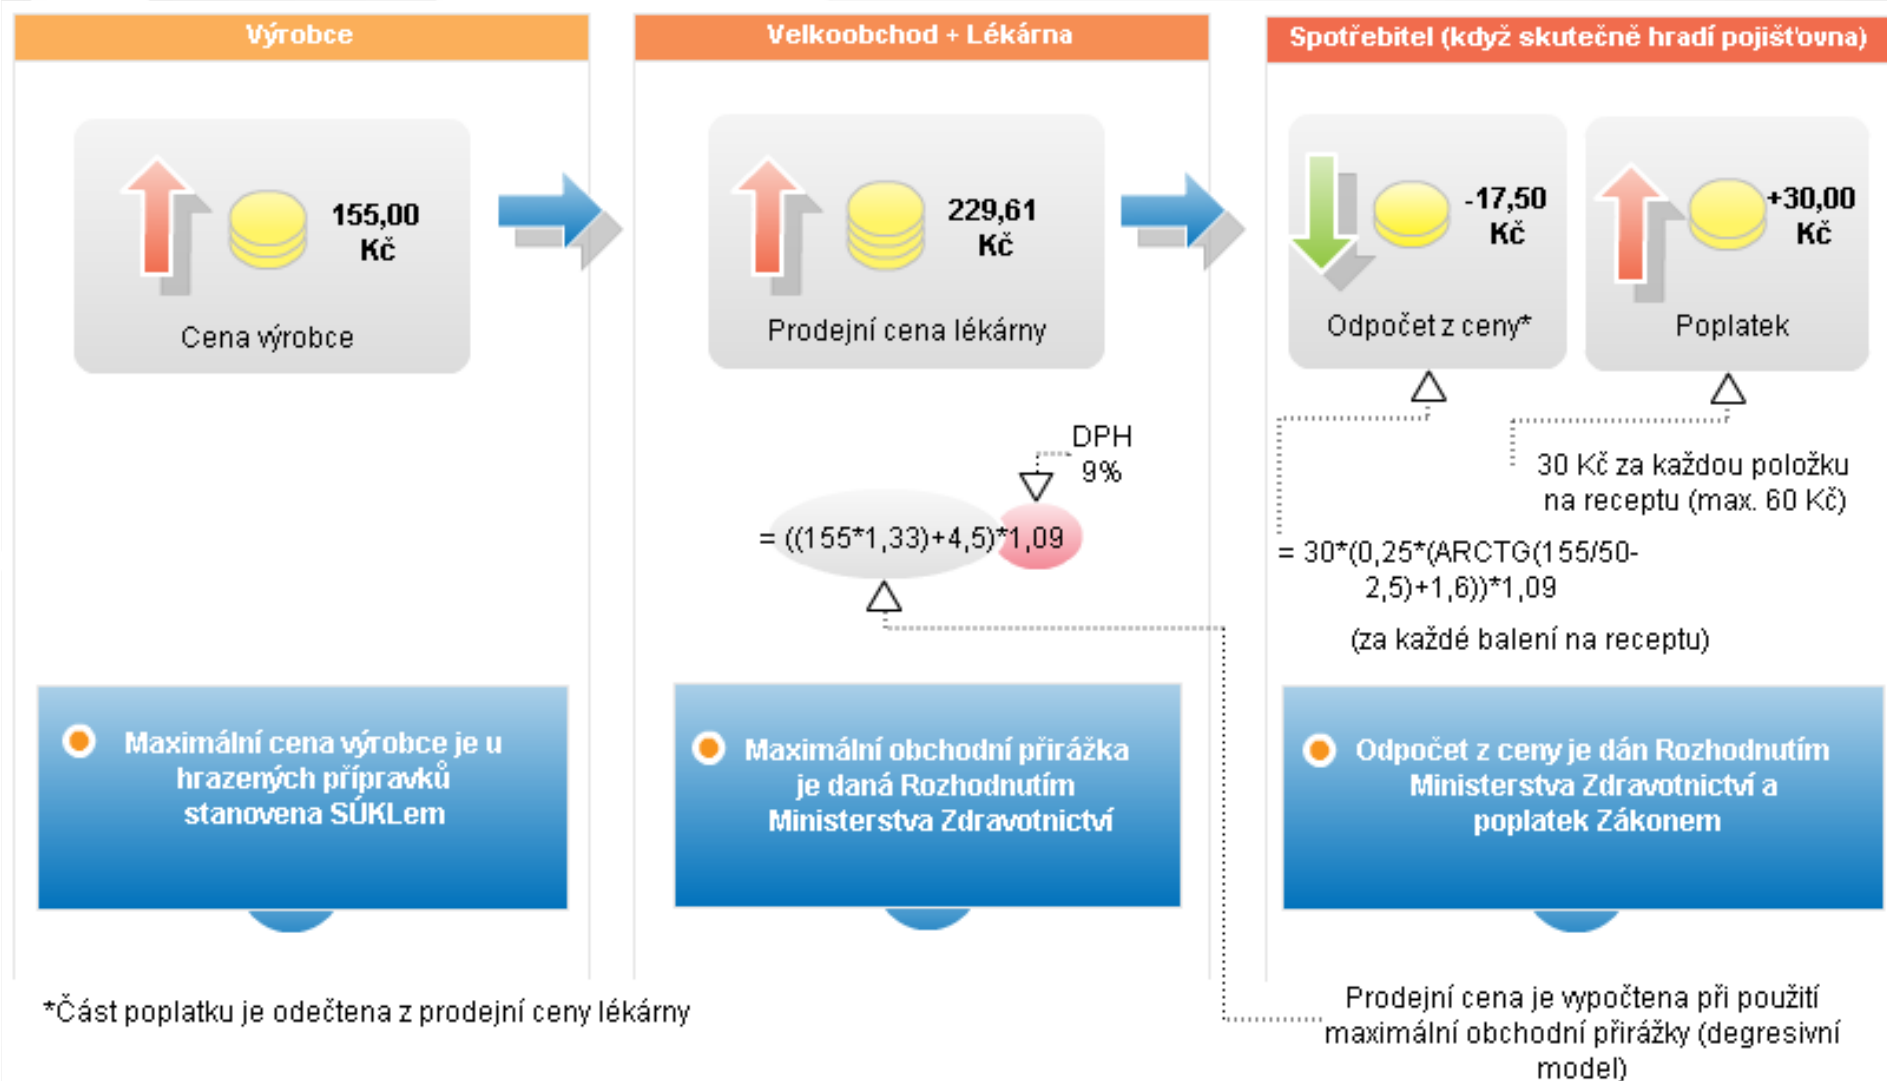 Výrobce
155,00
Kč
Cena výrobce
Maximální cena výrobce je u
hrazených přípravků
stanovena SÚKLem
Velkoobchod + Lékárna
229,61
Kč
Prodejní cena lékárny
DPH
9%
= ((155*1,33)+4,5)*1,09
Maximální obchodní přirážka
je daná Rozhodnutím
Ministerstva Zdravotnictví
Spotřebitel (když skutečně hradí pojišťovna)
-17,50
Kč
Odpočet z ceny*
+30,00
Kč
Poplatek
30 Kč za každou položku
na receptu (max. 60 Kč)
= 30*(0,25*(ARCTG(155/50-
2,5)+1,6))*1,09
(za každé balení na receptu)
Odpočet z ceny je dán Rozhodnutím
Ministerstva Zdravotnictví a
poplatek Zákonem
*Část poplatku je odečtena z prodejní ceny lékárny
Prodejní cena je vypočtena při použití
maximální obchodní přirážky (degresivní
model)